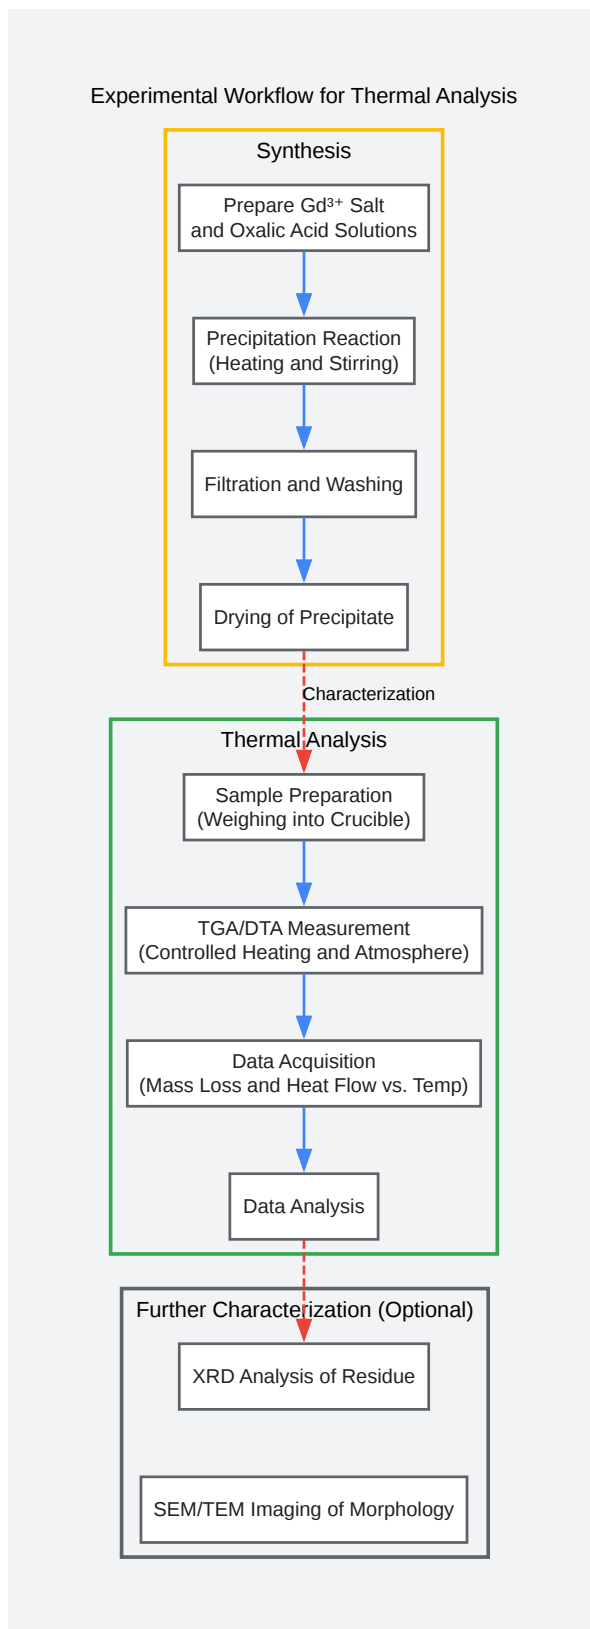 Experimental Workflow for Thermal Analysis
Synthesis
Prepare Gd³⁺ Salt
and Oxalic Acid Solutions
Precipitation Reaction
(Heating and Stirring)
Filtration and Washing
Drying of Precipitate
Characterization
Thermal Analysis
Sample Preparation
(Weighing into Crucible)
TGA/DTA Measurement
(Controlled Heating and Atmosphere)
Data Acquisition
(Mass Loss and Heat Flow vs. Temp)
Data Analysis
Further Characterization (Optional)
XRD Analysis of Residue
SEM/TEM Imaging of Morphology